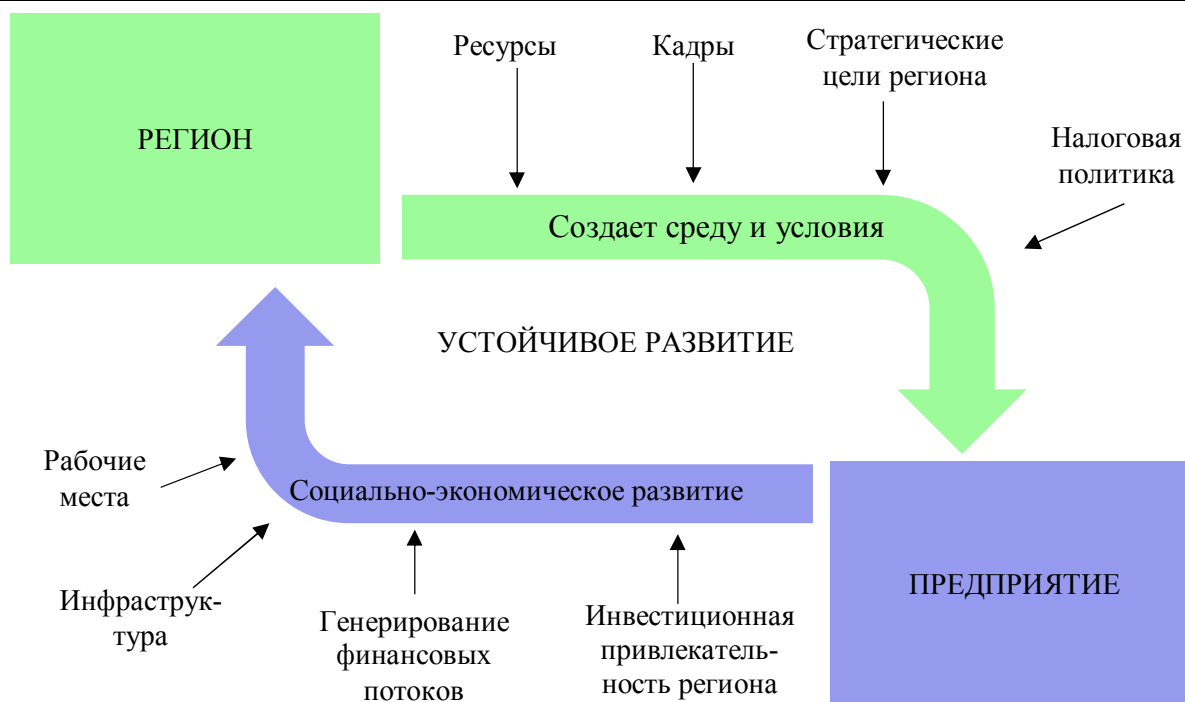 РЕГИОН
Ресурсы
Кадры
Стратегические
цели региона
Налоговая
политика
Создает среду и условия
УСТОЙЧИВОЕ РАЗВИТИЕ
Рабочие
места
Социально-экономическое развитие
Инфраструк-
тура
Генерирование
финансовых
потоков
Инвестиционная
привлекатель-
ность региона
ПРЕДПРИЯТИЕ